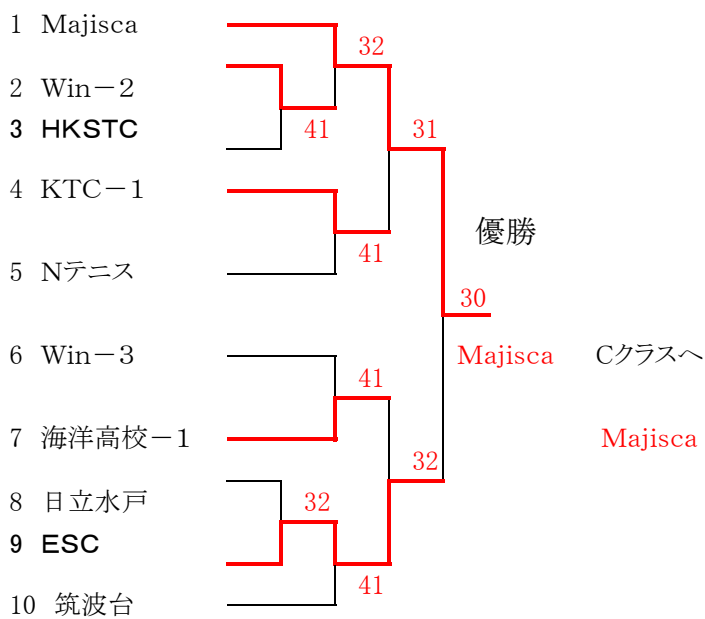 1 Majisca
32
2 Win－2
3 HKSTC
41
31
4 KTC－1
優勝
41
5 Nテニス
30
6 Win－3
Majisca
Cクラスへ
41
7 海洋高校－1
Majisca
32
8 日立水戸
32
9 ESC
41
10 筑波台